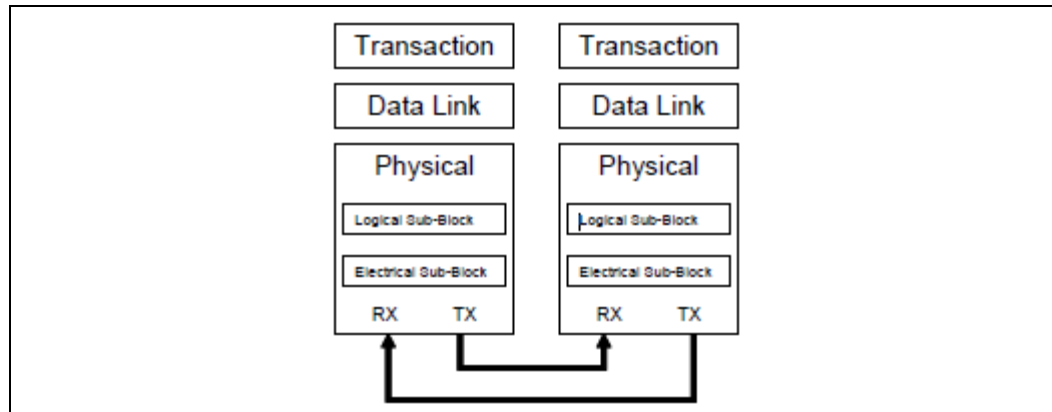 Transaction
Data Link
Physical
Logical Sub-Block
Electrical Sub-Block
RX TX
Transaction
Data Link
Physical
Logical Sub-Block
Electrical Sub-Block
RX TX